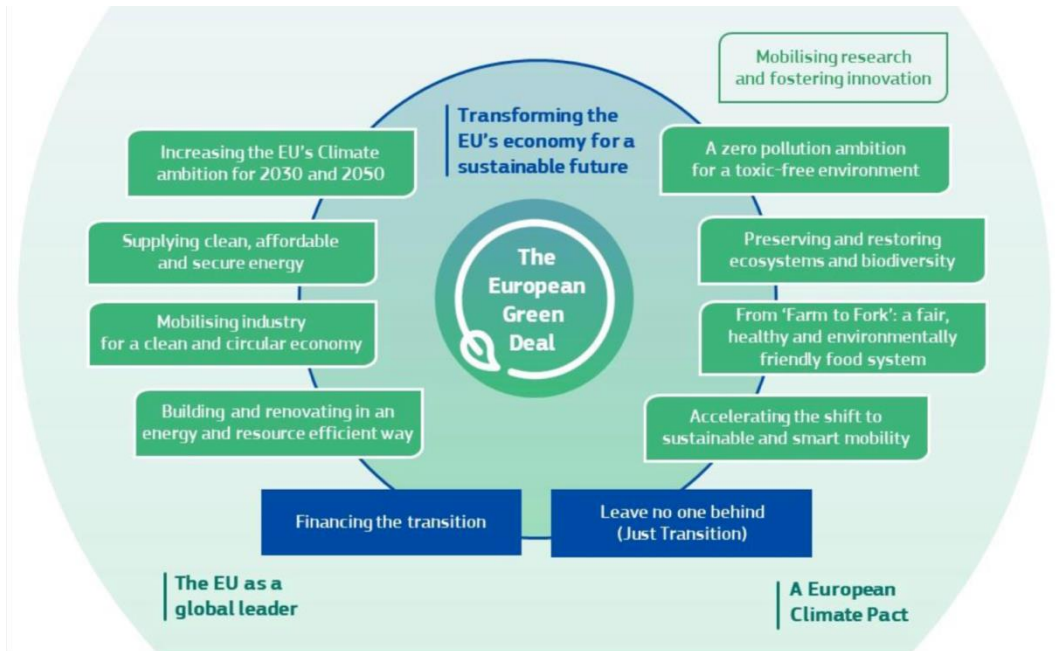 Mobilising research
and fostering innovation
Transforming the
EU's economy for a
sustainable future
Increasing the EU's Climate
ambition for 2030 and 2050
A zero pollution ambition
for a toxic-free environment
Supplying clean, affordable
and secure energy
The
European
Green
Deal
Preserving and restoring
ecosystems and biodiversity
Mobilising industry
for a clean and circular economy
From ‘Farm to Fork’: a fair,
healthy and environmentally
friendly food system
Building and renovating in an
energy and resource efficient way
Accelerating the shift to
sustainable and smart mobility
Financing the transition
Leave no one behind
(Just Transition)
The EU as a
global leader
A European
Climate Pact